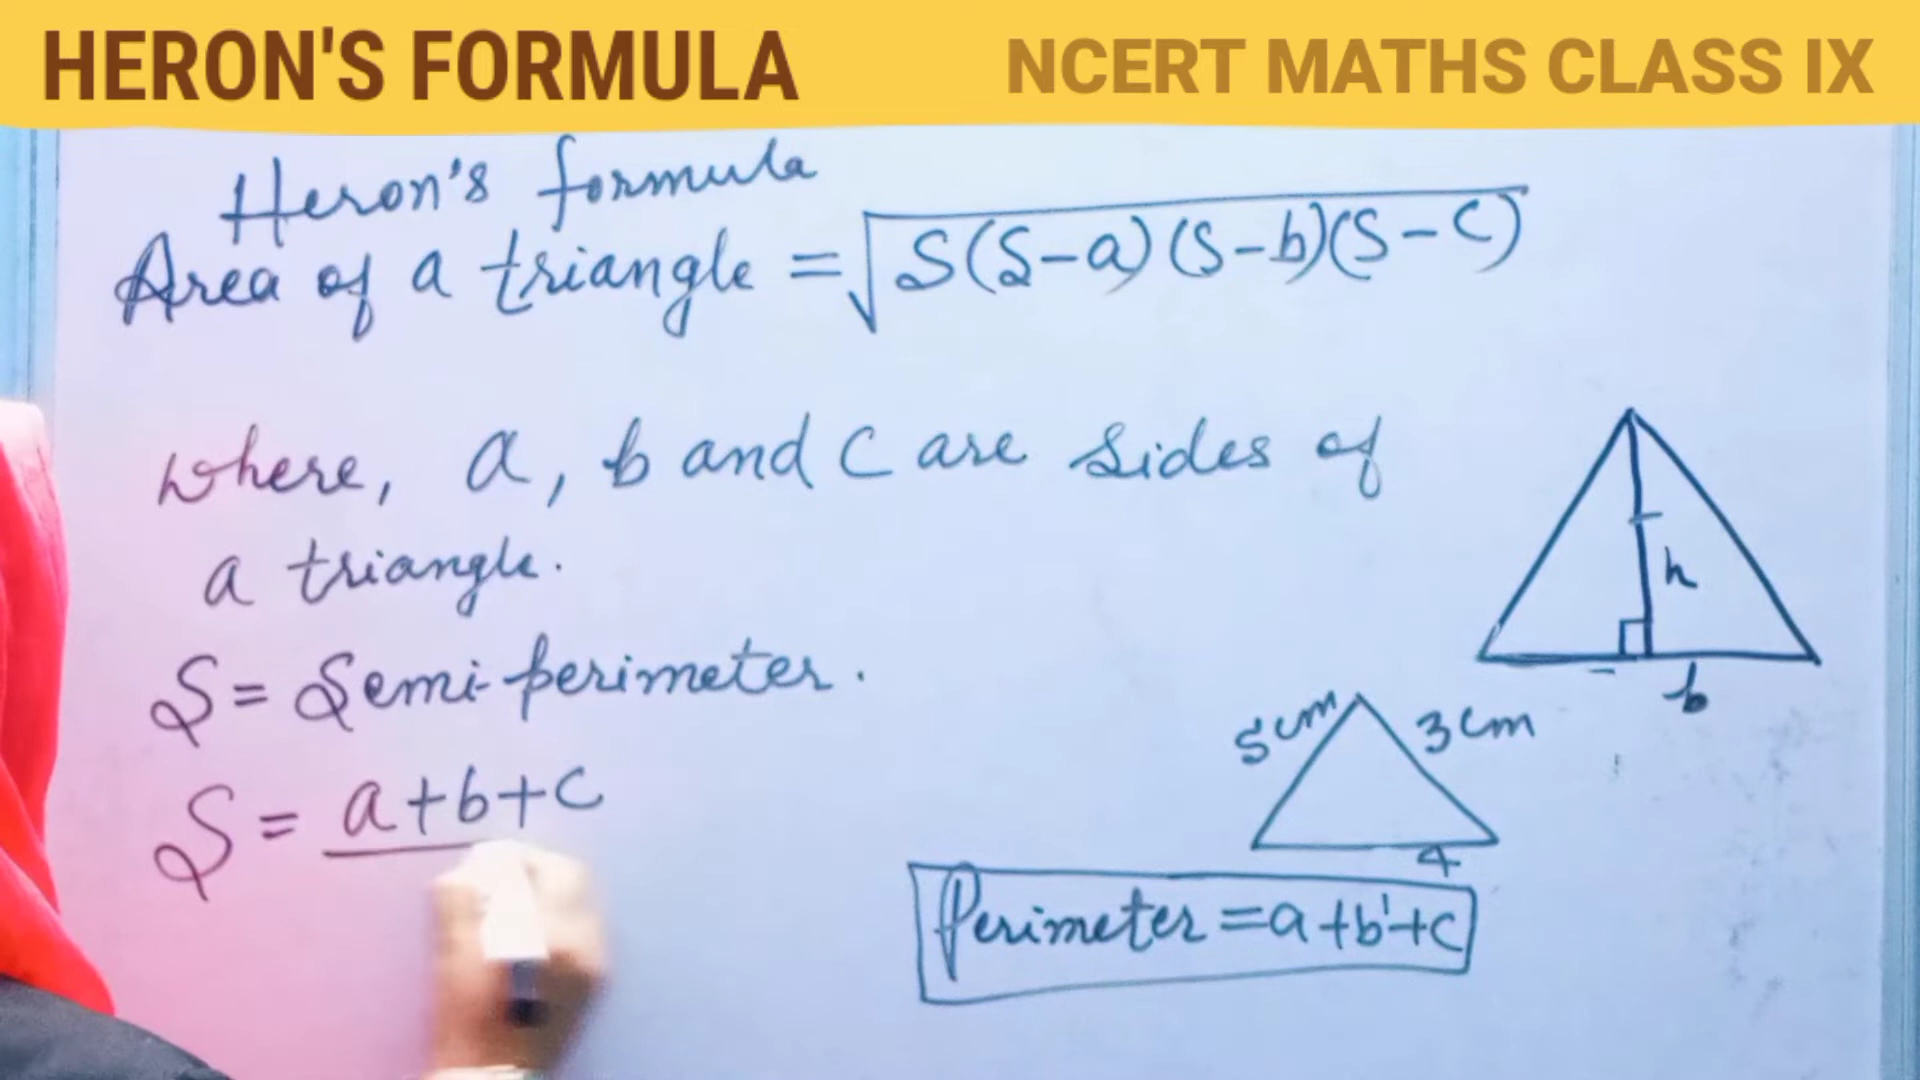 HERON'S FORMULA
NCERT MATHS CLASS IX
Heron's formula
Area of a triangle = √S(S-a)(S-b)(S-c)
where, a, b and c are sides of
a triangle.
h
b
S = Semi-perimeter.
5cm
3cm
4
S = a+b+c
Perimeter = a+b+c